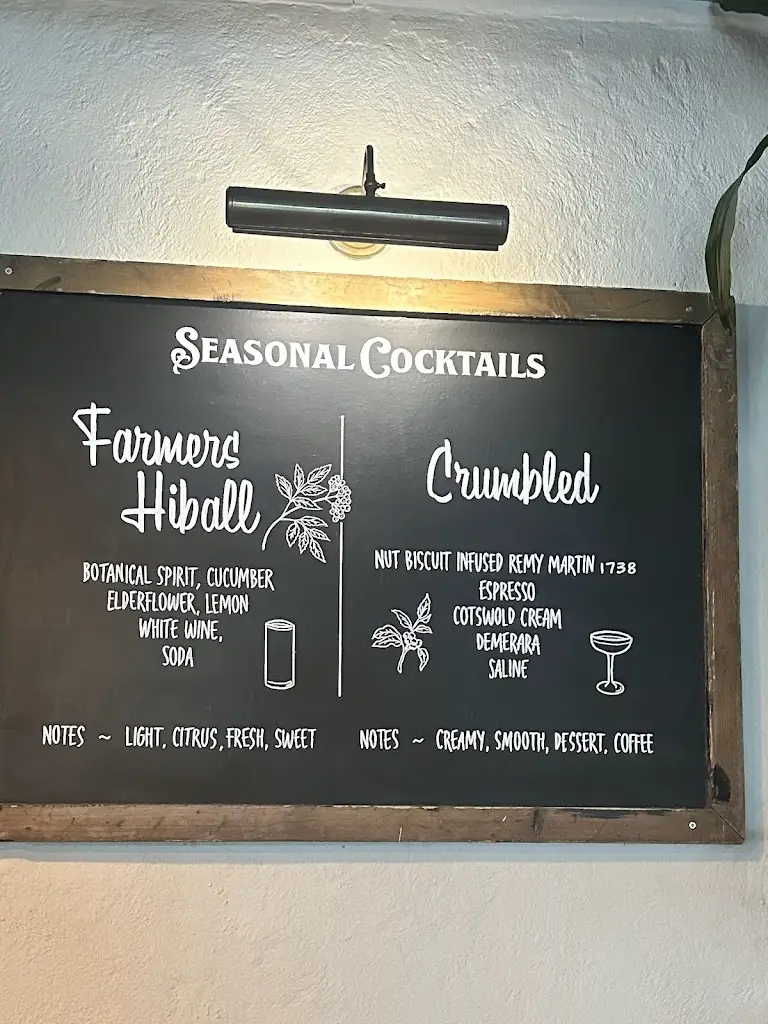 Seasonal Cocktails
Farmers
Hiball
BOTANICAL SPIRIT, CUCUMBER
ELDERFLOWER, LEMON
WHITE WINE,
SODA
NOTES ~ LIGHT, CITRUS, FRESH, SWEET
Crumbled
NUT BISCUIT INFUSED REMY MARTIN 1738
ESPRESSO
COTSWOLD CREAM
DEMERARA
SALINE
NOTES ~ CREAMY, SMOOTH, DESSERT, COFFEE